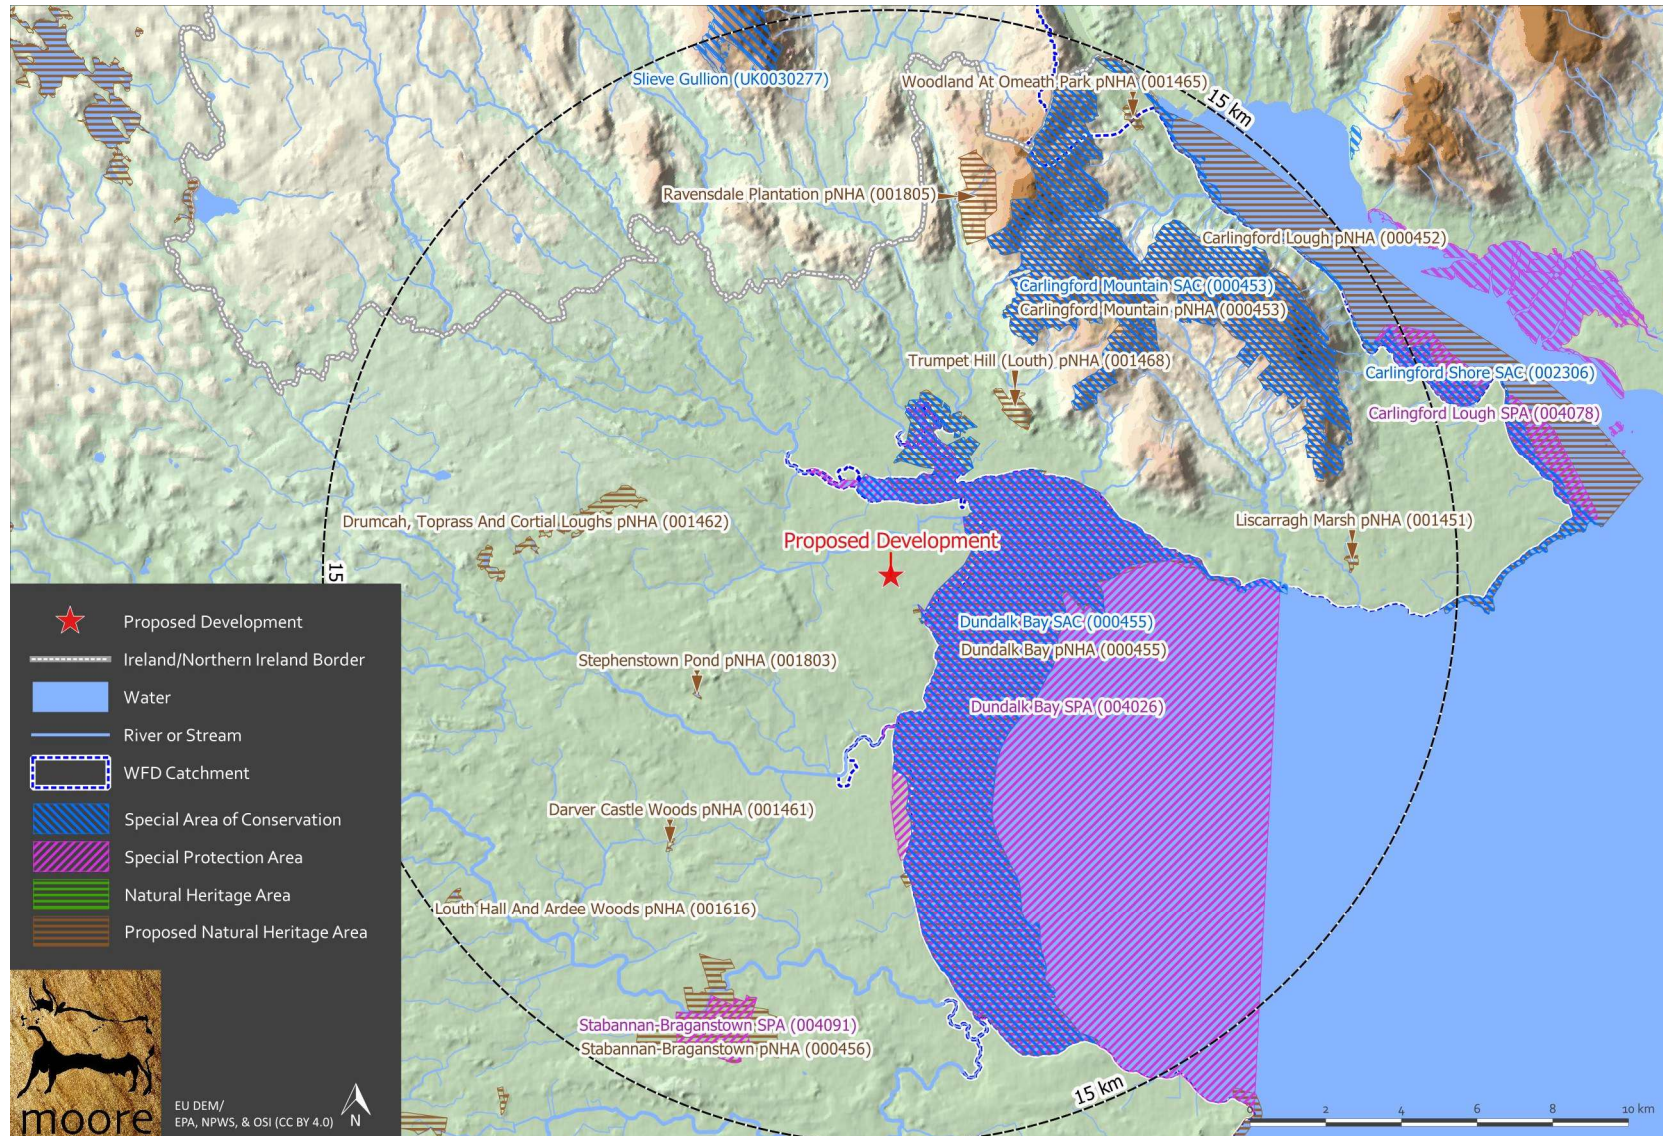 Slieve Gullion (UK0030277)
Woodland At Omeath Park pNHA (001465)
15 km
Ravensdale Plantation pNHA (001805)
Carlingford Lough pNHA (000452)
Carlingford Mountain SAC (000453)
Carlingford Mountain pNHA (000453)
Trumpet Hill (Louth) pNHA (001468)
Carlingford Shore SAC (002306)
Carlingford Lough SPA (004078)
Drumcah, Toprass And Cortial Loughs pNHA (001462)
Liscarragh Marsh pNHA (001451)
Proposed Development
15
Dundalk Bay SAC (000455)
Dundalk Bay pNHA (000455)
Stephenstown Pond pNHA (001803)
Dundalk Bay SPA (004026)
Darver Castle Woods pNHA (001461)
Louth Hall And Ardee Woods pNHA (001616)
Stabannan-Braganstown SPA (004091)
Stabannan-Braganstown pNHA (000456)
15 km
Proposed Development
Ireland/Northern Ireland Border
Water
River or Stream
WFD Catchment
Special Area of Conservation
Special Protection Area
Natural Heritage Area
Proposed Natural Heritage Area
moore
EU DEM/
EPA, NPWS, & OSI (CC BY 4.0)
N
0 2 4 6 8 10 km